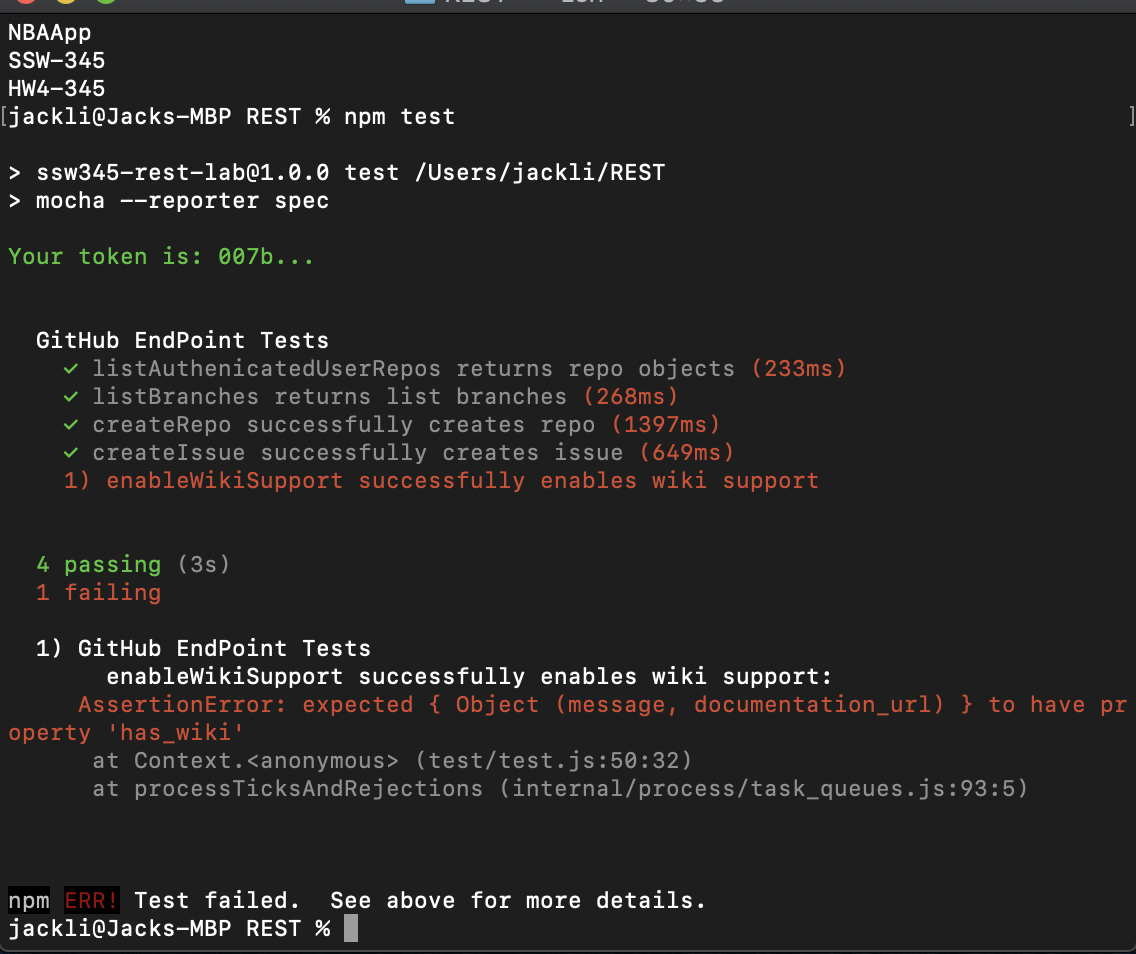 NBAApp
SSW-345
HW4-345
[jackli@Jacks-MBP REST % npm test ]
> ssw345-rest-lab@1.0.0 test /Users/jackli/REST
> mocha --reporter spec
Your token is: 007b...
GitHub EndPoint Tests
✓ listAuthenicatedUserRepos returns repo objects (233ms)
✓ listBranches returns list branches (268ms)
✓ createRepo successfully creates repo (1397ms)
✓ createIssue successfully creates issue (649ms)
1) enableWikiSupport successfully enables wiki support
4 passing (3s)
1 failing
1) GitHub EndPoint Tests
enableWikiSupport successfully enables wiki support:
AssertionError: expected { Object (message, documentation_url) } to have pr
operty 'has_wiki'
at Context.<anonymous> (test/test.js:50:32)
at processTicksAndRejections (internal/process/task_queues.js:93:5)
npm ERR! Test failed.  See above for more details.
jackli@Jacks-MBP REST %